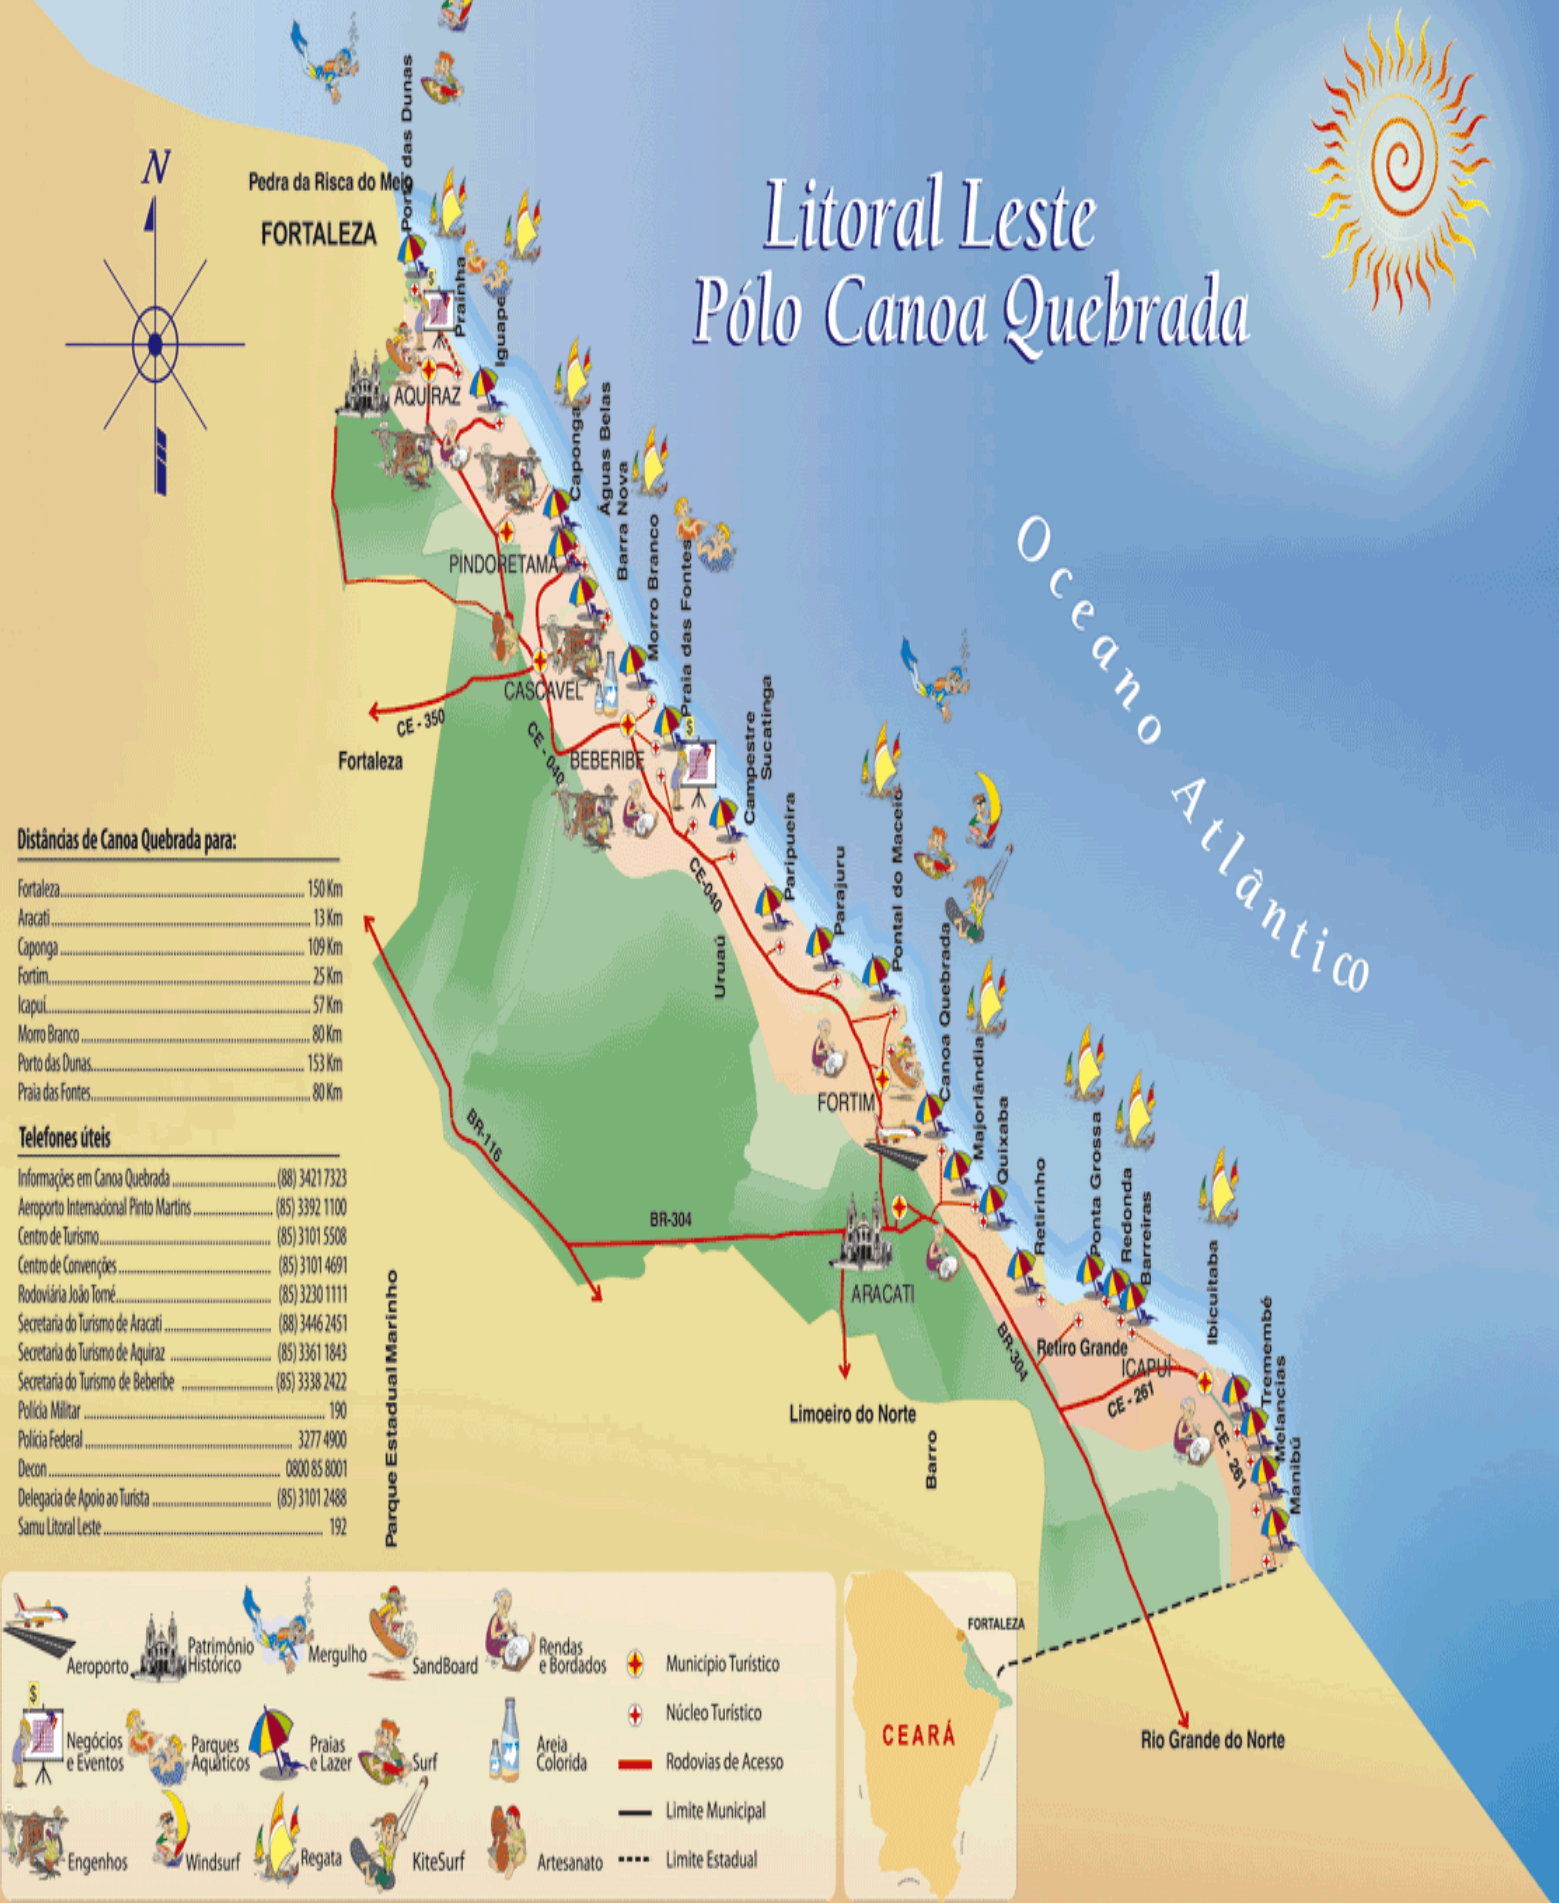 Litoral Leste
Pólo Canoa Quebrada
N
Porto das Dunas
Pedra da Risca do Meio
FORTALEZA
Prainha
Iguape
AQUIRAZ
Caponga
Águas Belas
Barra Nova
Morro Branco
Praia das Fontes
PINDORETAMA
CASCAVEL
CE - 350
Fortaleza
CE - 040
BEBERIBE
Campestre
Sucatinga
Paripueira
Parajuru
Pontal do Maceió
CE-040
Uruaú
Canoa Quebrada
Majorlândia
Quixaba
FORTIM
Oceano Atlântico
Retirinho
Ponta Grossa
Redonda
Barreiras
Ibicuitaba
Tremembé
Melancias
Manibú
BR-116
BR-304
ARACATI
BR-304
Retiro Grande
ICAPUÍ
CE - 261
CE - 261
Limoeiro do Norte
Barro
Parque Estadual Marinho
Rio Grande do Norte
Distâncias de Canoa Quebrada para:
Fortaleza 150 Km
Aracati 13 Km
Caponga 109 Km
Fortim 25 Km
Icapuí 57 Km
Morro Branco 80 Km
Porto das Dunas 153 Km
Praia das Fontes 80 Km
Telefones úteis
Informações em Canoa Quebrada (88) 3421 7323
Aeroporto Internacional Pinto Martins (85) 3392 1100
Centro de Turismo (85) 3101 5508
Centro de Convenções (85) 3101 4691
Rodoviária João Tomé (85) 3230 1111
Secretaria do Turismo de Aracati (88) 3446 2451
Secretaria do Turismo de Aquiraz (85) 3361 1843
Secretaria do Turismo de Beberibe (85) 3338 2422
Polícia Militar 190
Polícia Federal 3277 4900
Decon 0800 85 8001
Delegacia de Apoio ao Turista (85) 3101 2488
Samu Litoral Leste 192
Aeroporto
Patrimônio
Histórico
Mergulho
SandBoard
Rendas
e Bordados
Negócios
e Eventos
Parques
Aquáticos
Praias
e Lazer
Surf
Areia
Colorida
Engenhos
Windsurf
Regata
KiteSurf
Artesanato
Município Turístico
Núcleo Turístico
Rodovias de Acesso
Limite Municipal
Limite Estadual
FORTALEZA
CEARÁ